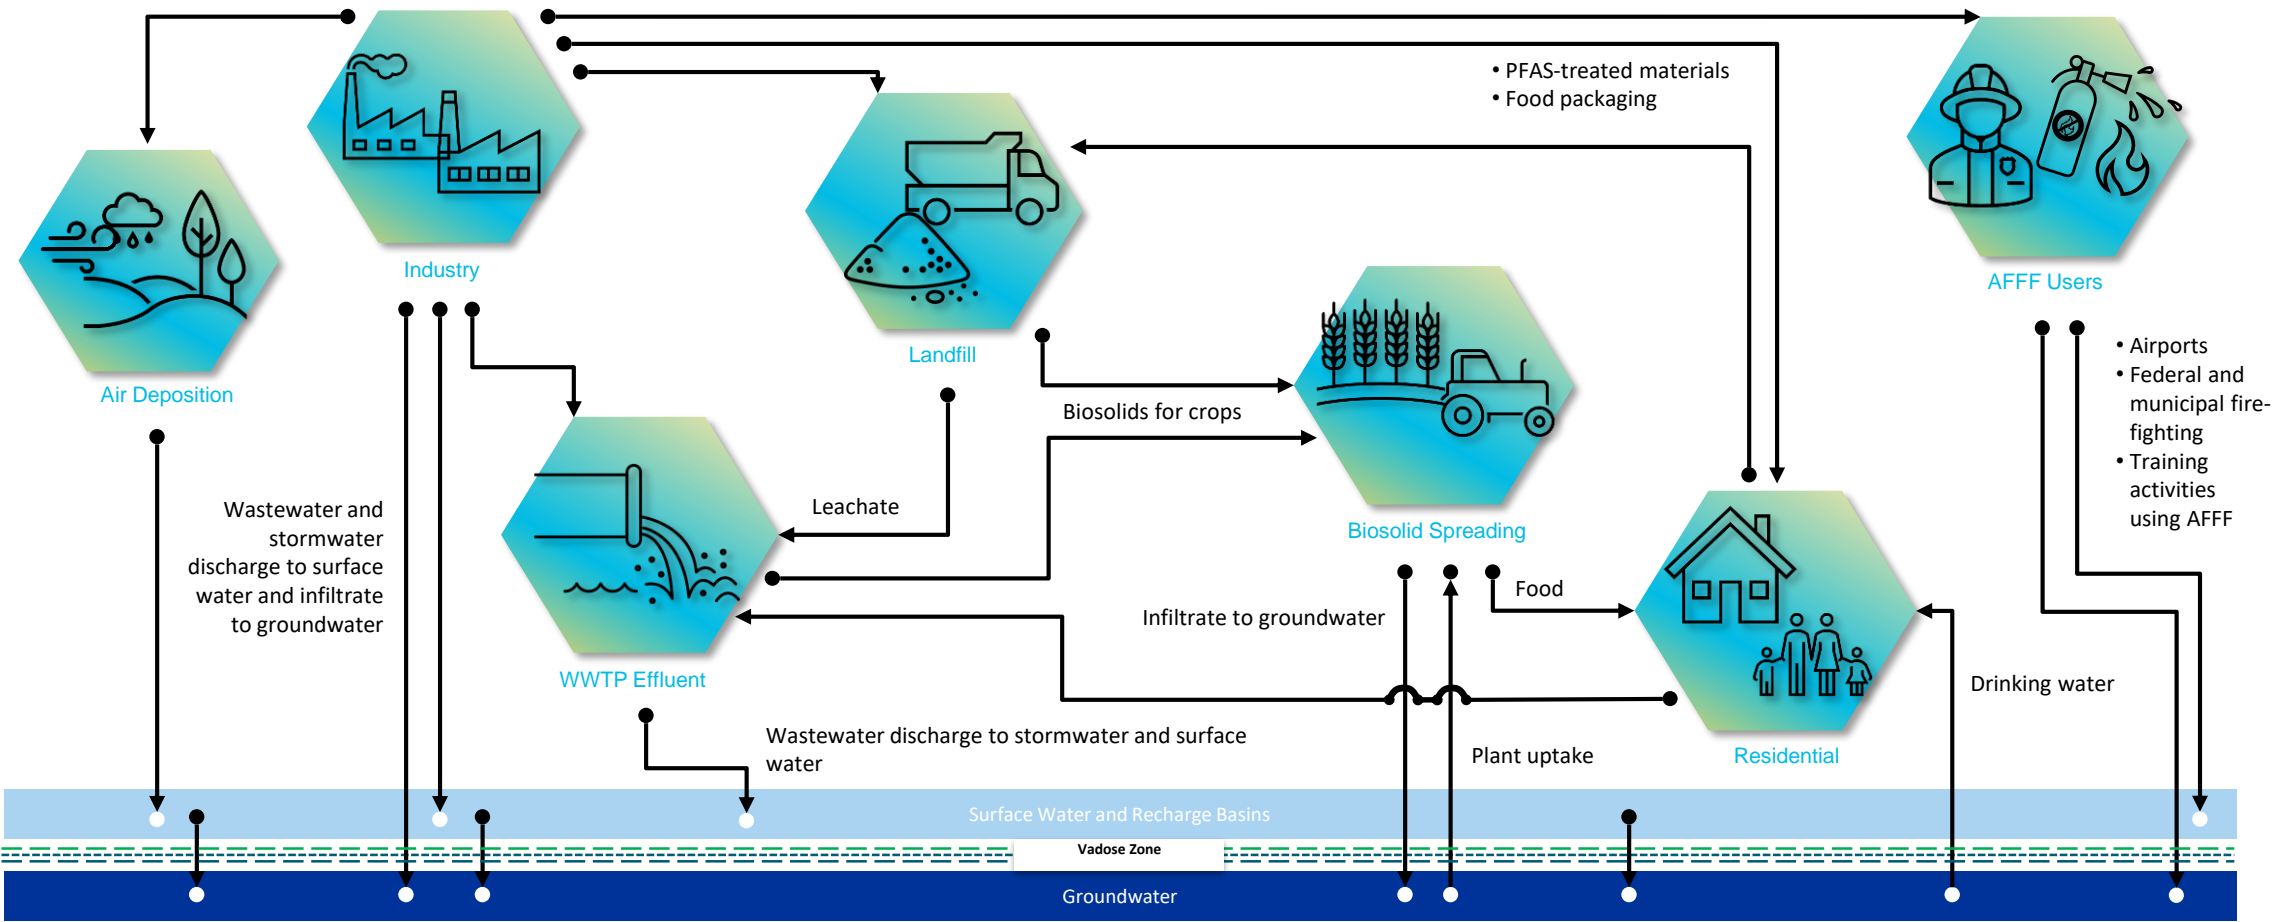 • PFAS-treated materials
• Food packaging
Industry
AFFF Users
Landfill
Air Deposition
• Airports
• Federal and
municipal fire-
fighting
• Training
activities
using AFFF
Biosolids for crops
Wastewater and
stormwater
discharge to surface
water and infiltrate
to groundwater
Leachate
Biosolid Spreading
Food
Infiltrate to groundwater
WWTP Effluent
Drinking water
Wastewater discharge to stormwater and surface
water
Plant uptake
Residential
Surface Water and Recharge Basins
Vadose Zone
Groundwater